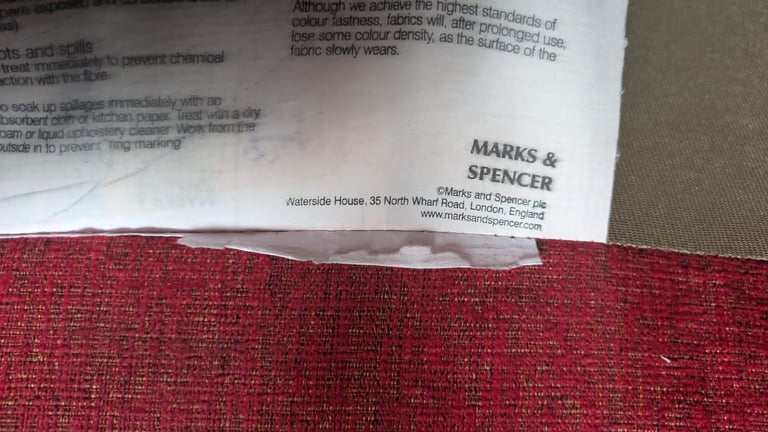 Although we achieve the highest standards of
colour fastness, fabrics will, after prolonged use,
lose some colour density, as the surface of the
fabric slowly wears.
ots and spills
treat immediately to prevent chemical
ction with the fibre.
o soak up spillages immediately with an
bsorbent cloth or kitchen paper. Treat with a dry
oam or liquid upholstery cleaner. Work from the
outside in to prevent "ring marking"
MARKS &
SPENCER
©Marks and Spencer plc
Waterside House, 35 North Wharf Road, London, England
www.marksandspencer.com